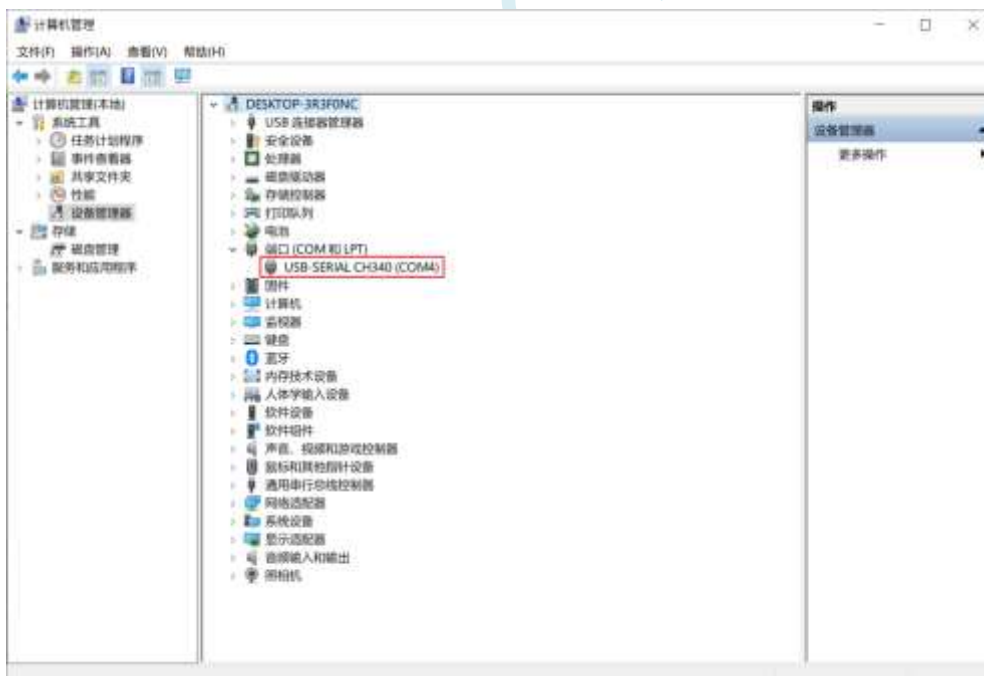 计算机管理
文件(F) 操作(A) 查看(V) 帮助(H)
计算机管理(本地)
系统工具
任务计划程序
事件查看器
共享文件夹
性能
设备管理器
存储
磁盘管理
服务和应用程序
DESKTOP-3R3F0NC
USB 连接器管理器
安全设备
处理器
磁盘驱动器
存储控制器
打印队列
电池
端口 (COM 和 LPT)
USB-SERIAL CH340 (COM4)
固件
计算机
监视器
键盘
蓝牙
内存技术设备
人体学输入设备
软件设备
软件组件
声音、视频和游戏控制器
鼠标和其他指针设备
通用串行总线控制器
网络适配器
系统设备
显示适配器
音频输入和输出
照相机
操作
设备管理器
更多操作